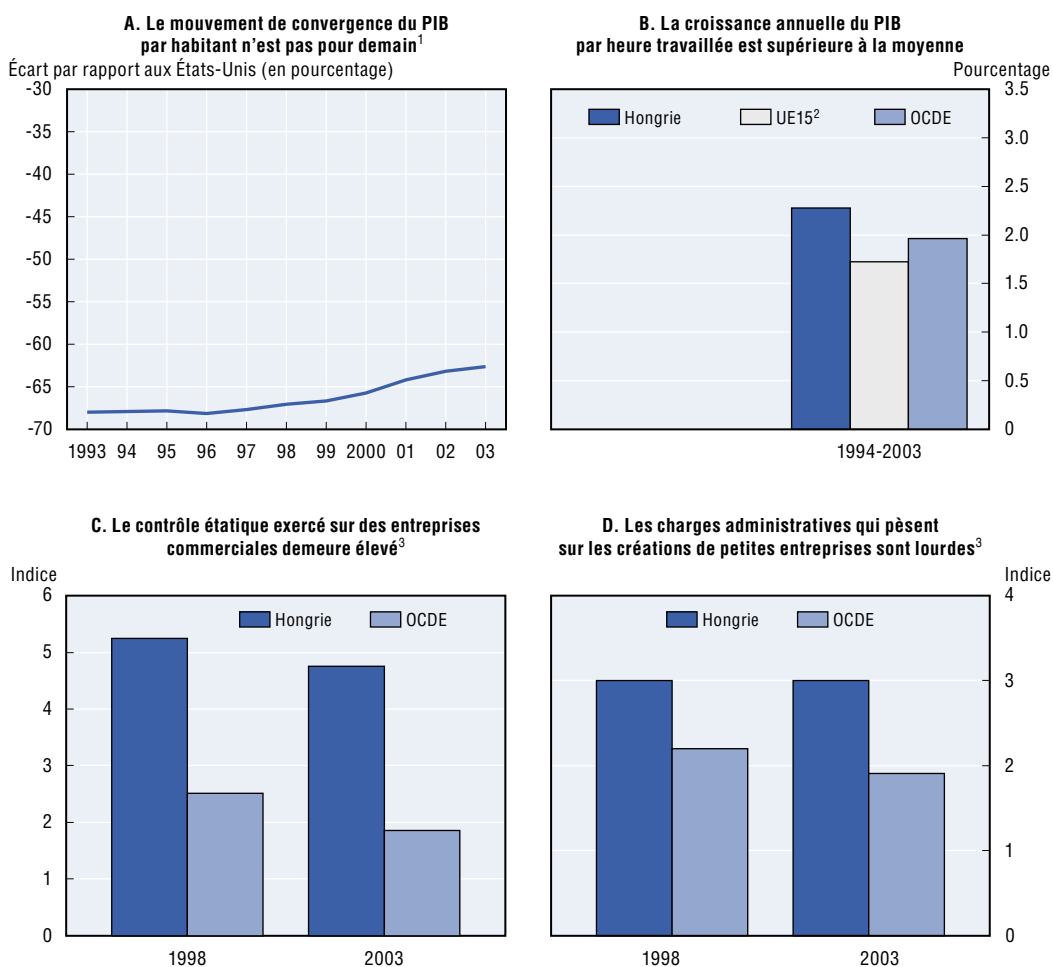 A. Le mouvement de convergence du PIB
par habitant n'est pas pour demain1
Écart par rapport aux États-Unis (en pourcentage)
-30
-35
-40
-45
-50
-55
-60
-65
-70
1993 94 95 96 97 98 99 2000 01 02 03
B. La croissance annuelle du PIB
par heure travaillée est supérieure à la moyenne
Pourcentage
Hongrie UE152 OCDE
3.5
3.0
2.5
2.0
1.5
1.0
0.5
0
1994-2003
C. Le contrôle étatique exercé sur des entreprises
commerciales demeure élevé3
Indice
Hongrie OCDE
6
5
4
3
2
1
0
1998 2003
D. Les charges administratives qui pèsent
sur les créations de petites entreprises sont lourdes3
Indice
Hongrie OCDE
4
3
2
1
0
1998 2003